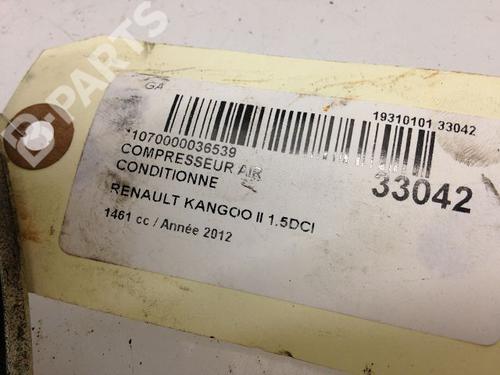 D-PARTS
GA
19310101 33042
*1070000036539
COMPRESSEUR AIR
CONDITIONNE
33042
RENAULT KANGOO II 1.5DCI
1461 cc / Année 2012